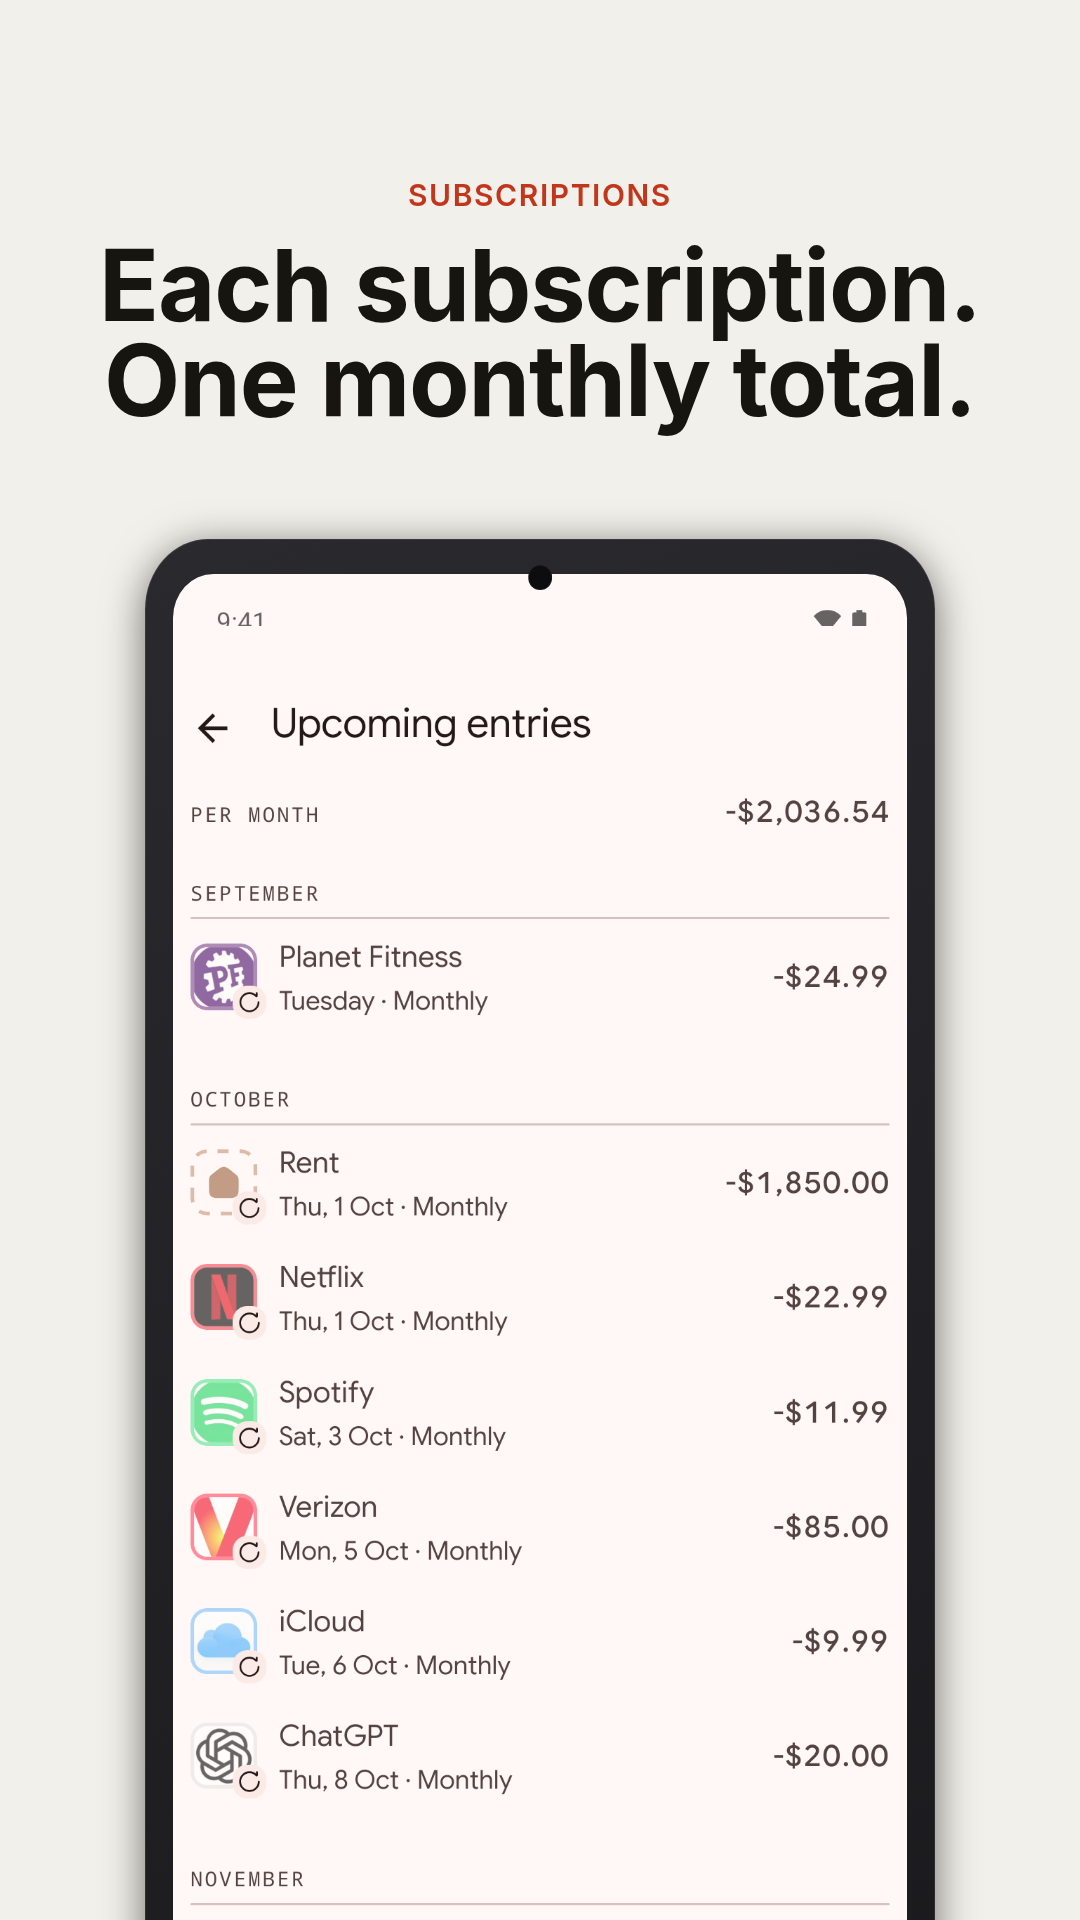 SUBSCRIPTIONS
Each subscription.
One monthly total.
9:41
Upcoming entries
PER MONTH -$2,036.54
SEPTEMBER
Planet Fitness
Tuesday · Monthly
-$24.99
OCTOBER
Rent
Thu, 1 Oct · Monthly
-$1,850.00
Netflix
Thu, 1 Oct · Monthly
-$22.99
Spotify
Sat, 3 Oct · Monthly
-$11.99
Verizon
Mon, 5 Oct · Monthly
-$85.00
iCloud
Tue, 6 Oct · Monthly
-$9.99
ChatGPT
Thu, 8 Oct · Monthly
-$20.00
NOVEMBER